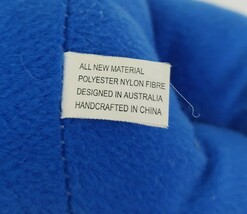 ALL NEW MATERIAL
POLYESTER NYLON FIBRE
DESIGNED IN AUSTRALIA
HANDCRAFTED IN CHINA